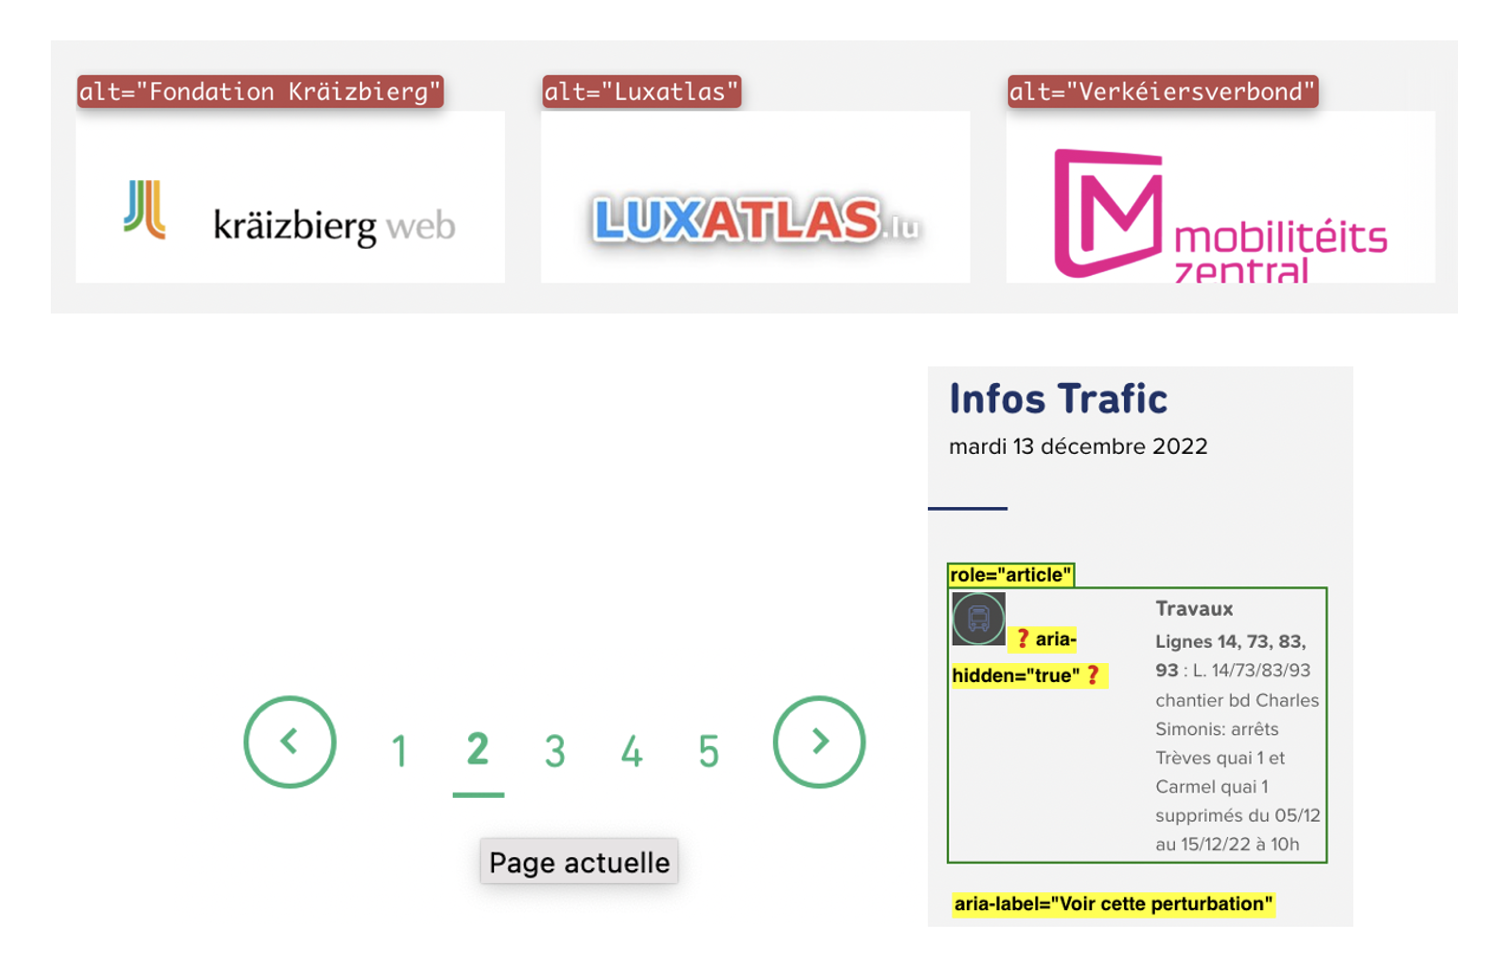 alt="Fondation Kräizbierg"
alt="Luxatlas"
alt="Verkéiersverbond"
kräizbierg web
LUXATLAS.lu
mobilitéits
zentral
Infos Trafic
mardi 13 décembre 2022
role="article"
❓ aria-
hidden="true" ❓
Travaux
Lignes 14, 73, 83,
93 : L. 14/73/83/93
chantier bd Charles
Simonis: arrêts
Trèves quai 1 et
Carmel quai 1
supprimés du 05/12
au 15/12/22 à 10h
aria-label="Voir cette perturbation"
1 2 3 4 5
Page actuelle